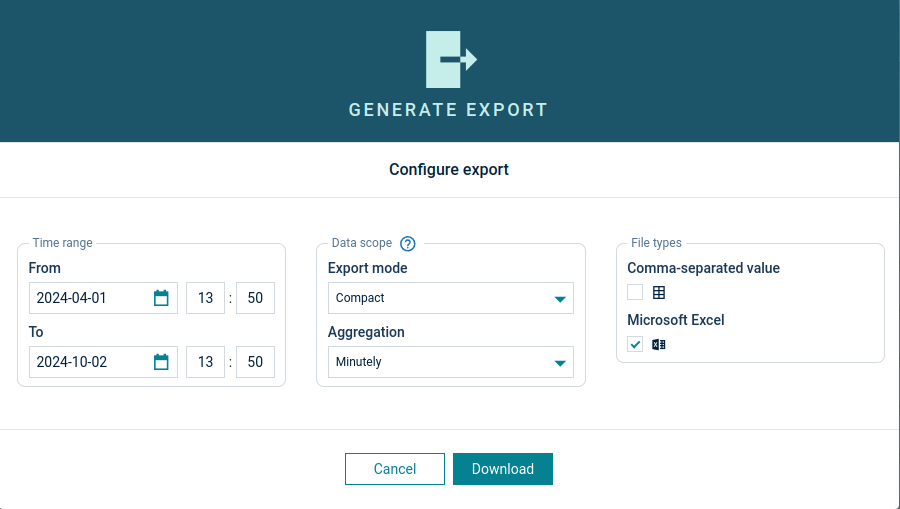 GENERATE EXPORT
Configure export
Time range
From
2024-04-01 13 : 50
To
2024-10-02 13 : 50
Data scope ?
Export mode
Compact
Aggregation
Minutely
File types
Comma-separated value
Microsoft Excel
Cancel Download